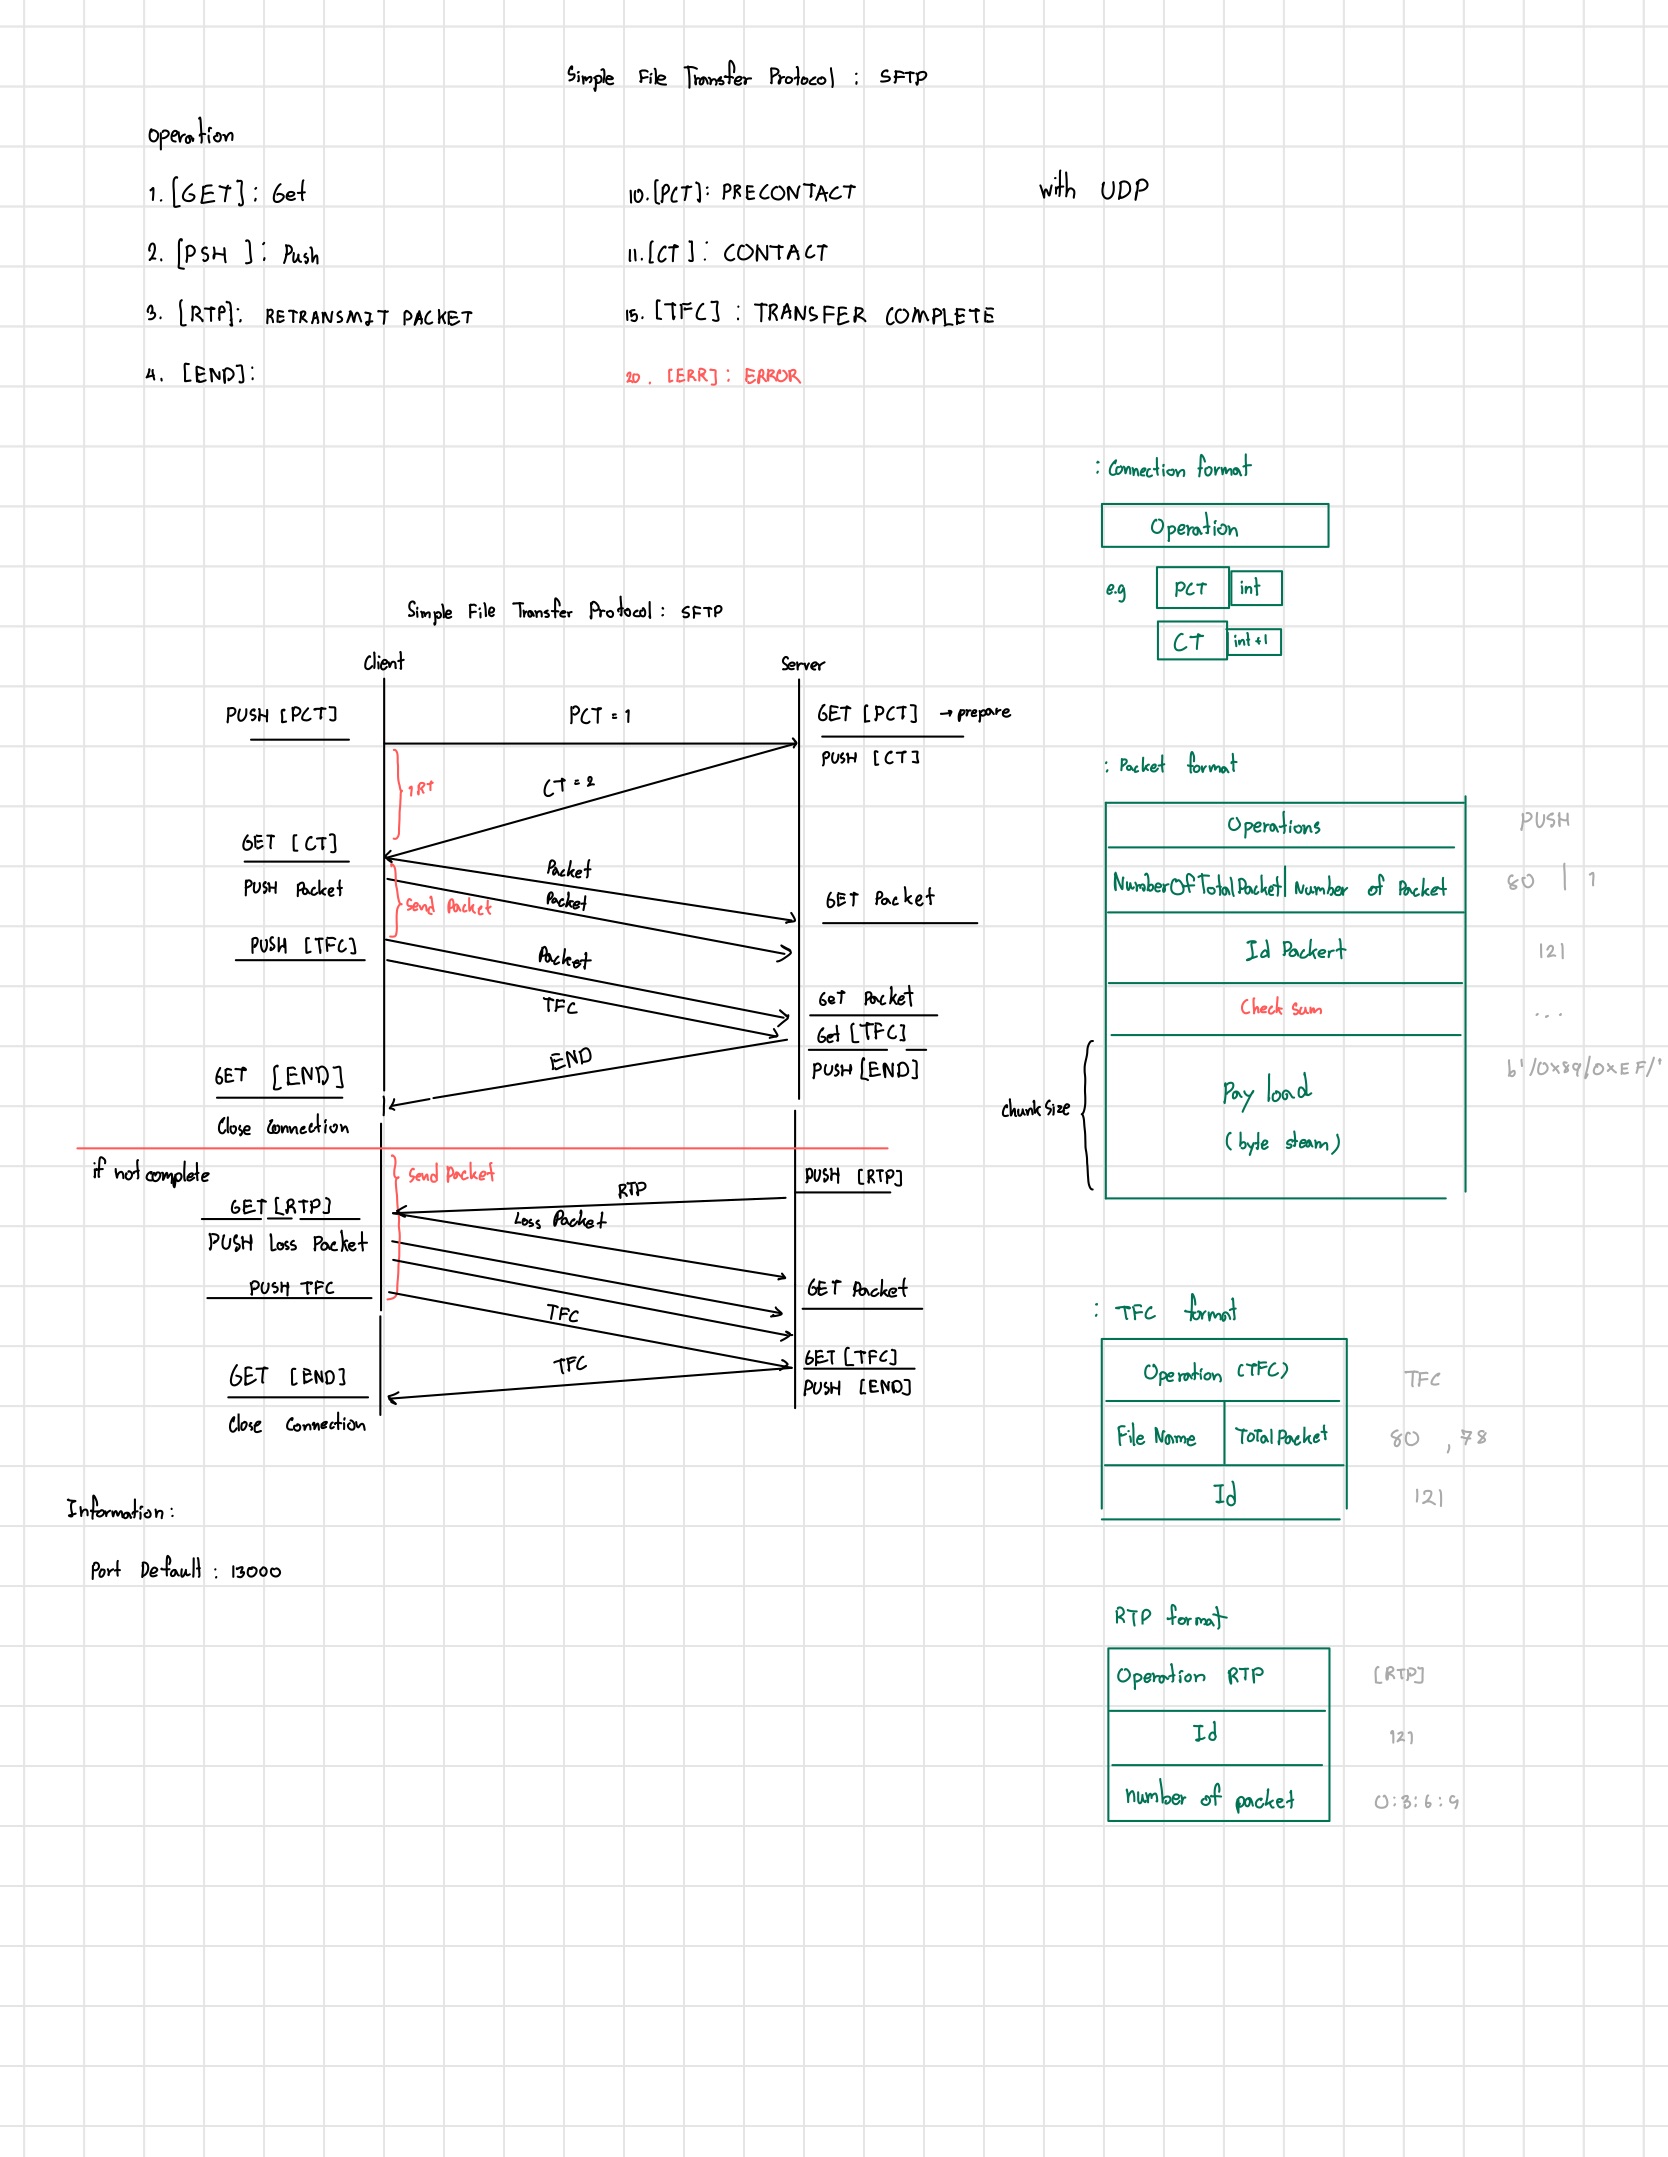 Simple File Transfer Protocol : SFTP
Operation
1. [GET] : Get
2. [PSH ] : Push
3. [RTP]: RETRANSMIT PACKET
4. [END]:
10. [PCT]: PRECONTACT
11. [CT ] : CONTACT
15. [TFC] : TRANSFER COMPLETE
20. [ERR] : ERROR
with UDP
Simple File Transfer Protocol : SFTP
Client
Server
PUSH [PCT]
PCT = 1
GET [PCT] → prepare
PUSH [CT]
1RT
CT = 2
GET [CT]
PUSH Packet
Packet
Packet
Send Packet
GET Packet
PUSH [TFC]
Packet
TFC
Get Packet
Get [TFC]
PUSH [END]
END
GET [END]
Close Connection
if not complete
Send Packet
PUSH [RTP]
RTP
GET [RTP]
Loss Packet
PUSH Loss Packet
PUSH TFC
GET Packet
TFC
GET [TFC]
PUSH [END]
TFC
GET [END]
Close Connection
Information :
Port Default : 13000
: Connection format
Operation
e.g PCT int
CT int+1
: Packet format
Operations PUSH
NumberOfTotalPacket | Number of Packet 80 | 1
Id Packert 121
Check sum ...
Chunk Size
Pay load b'/0x89/0xEF/'
(byte steam)
: TFC format
Operation (TFC) TFC
File Name TotalPacket 80 , 78
Id 121
RTP format
Operation RTP [RTP]
Id 121
number of packet 0:3:6:9